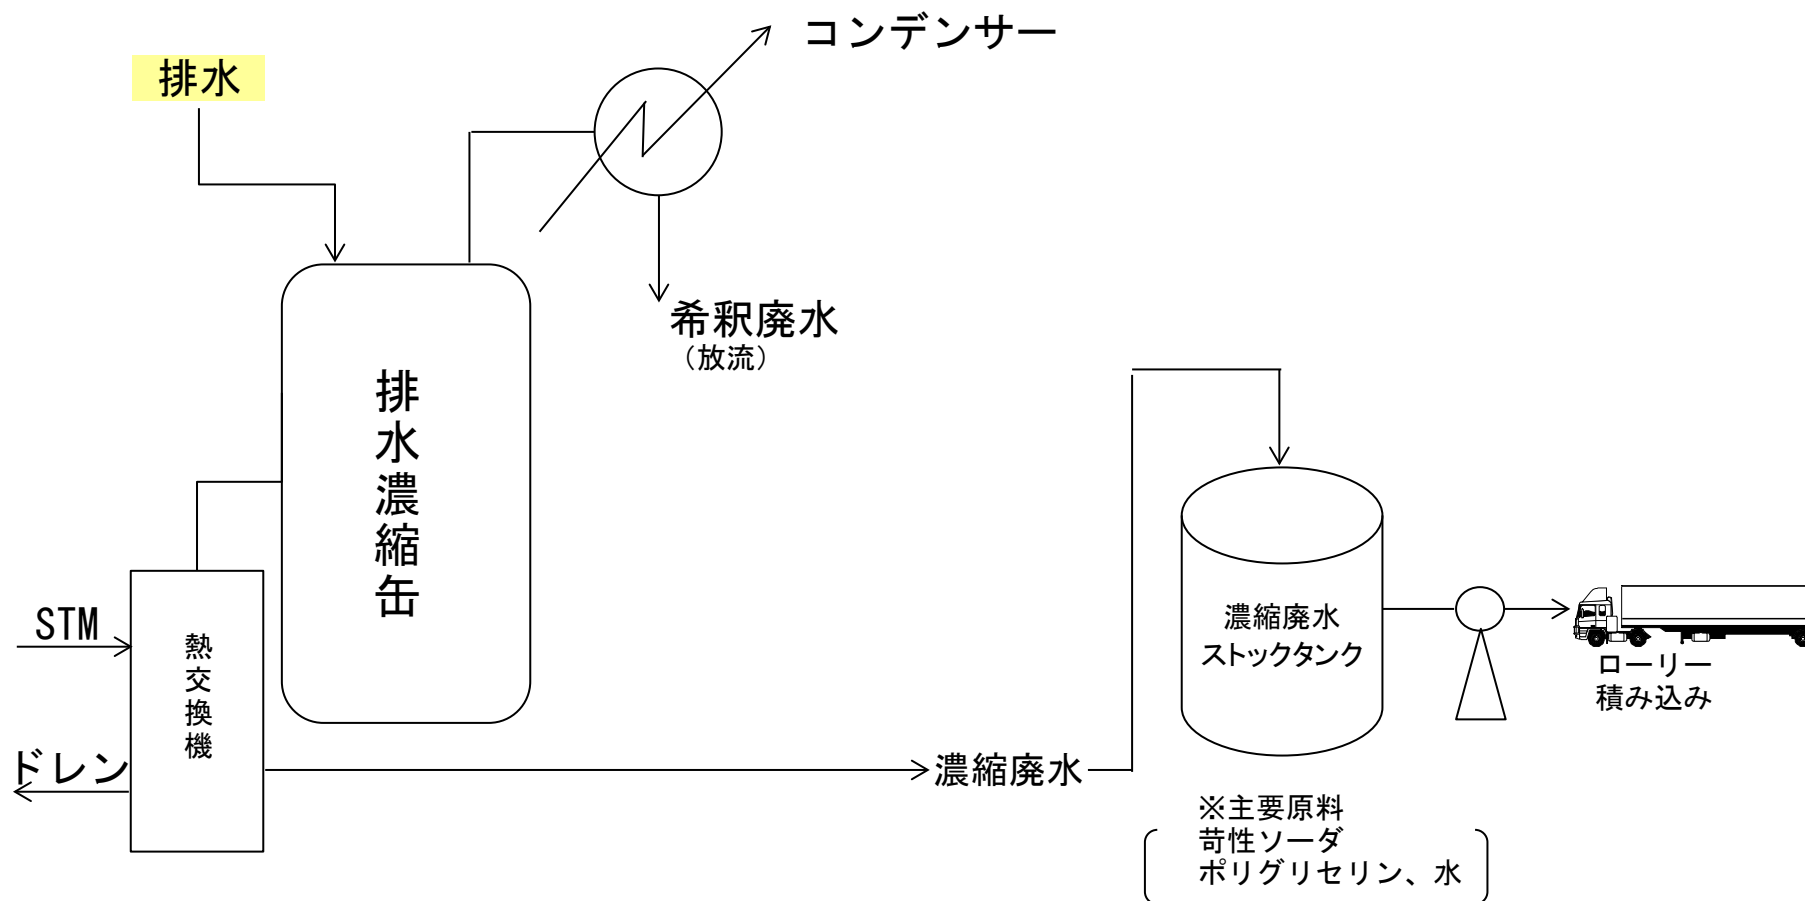 コンデンサー
排水
希釈廃水
（放流）
排水濃縮缶
STM
熱交換機
ドレン
濃縮廃水
濃縮廃水
ストックタンク
ローリー
積み込み
※主要原料
苛性ソーダ
ポリグリセリン、水